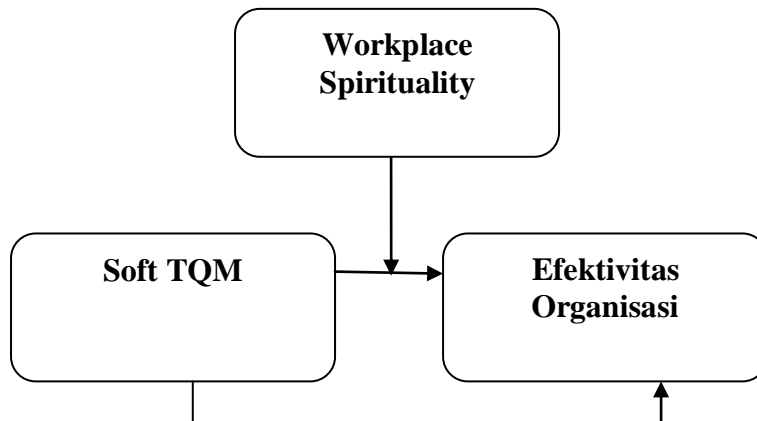 Workplace
Spirituality
Soft TQM
Efektivitas
Organisasi